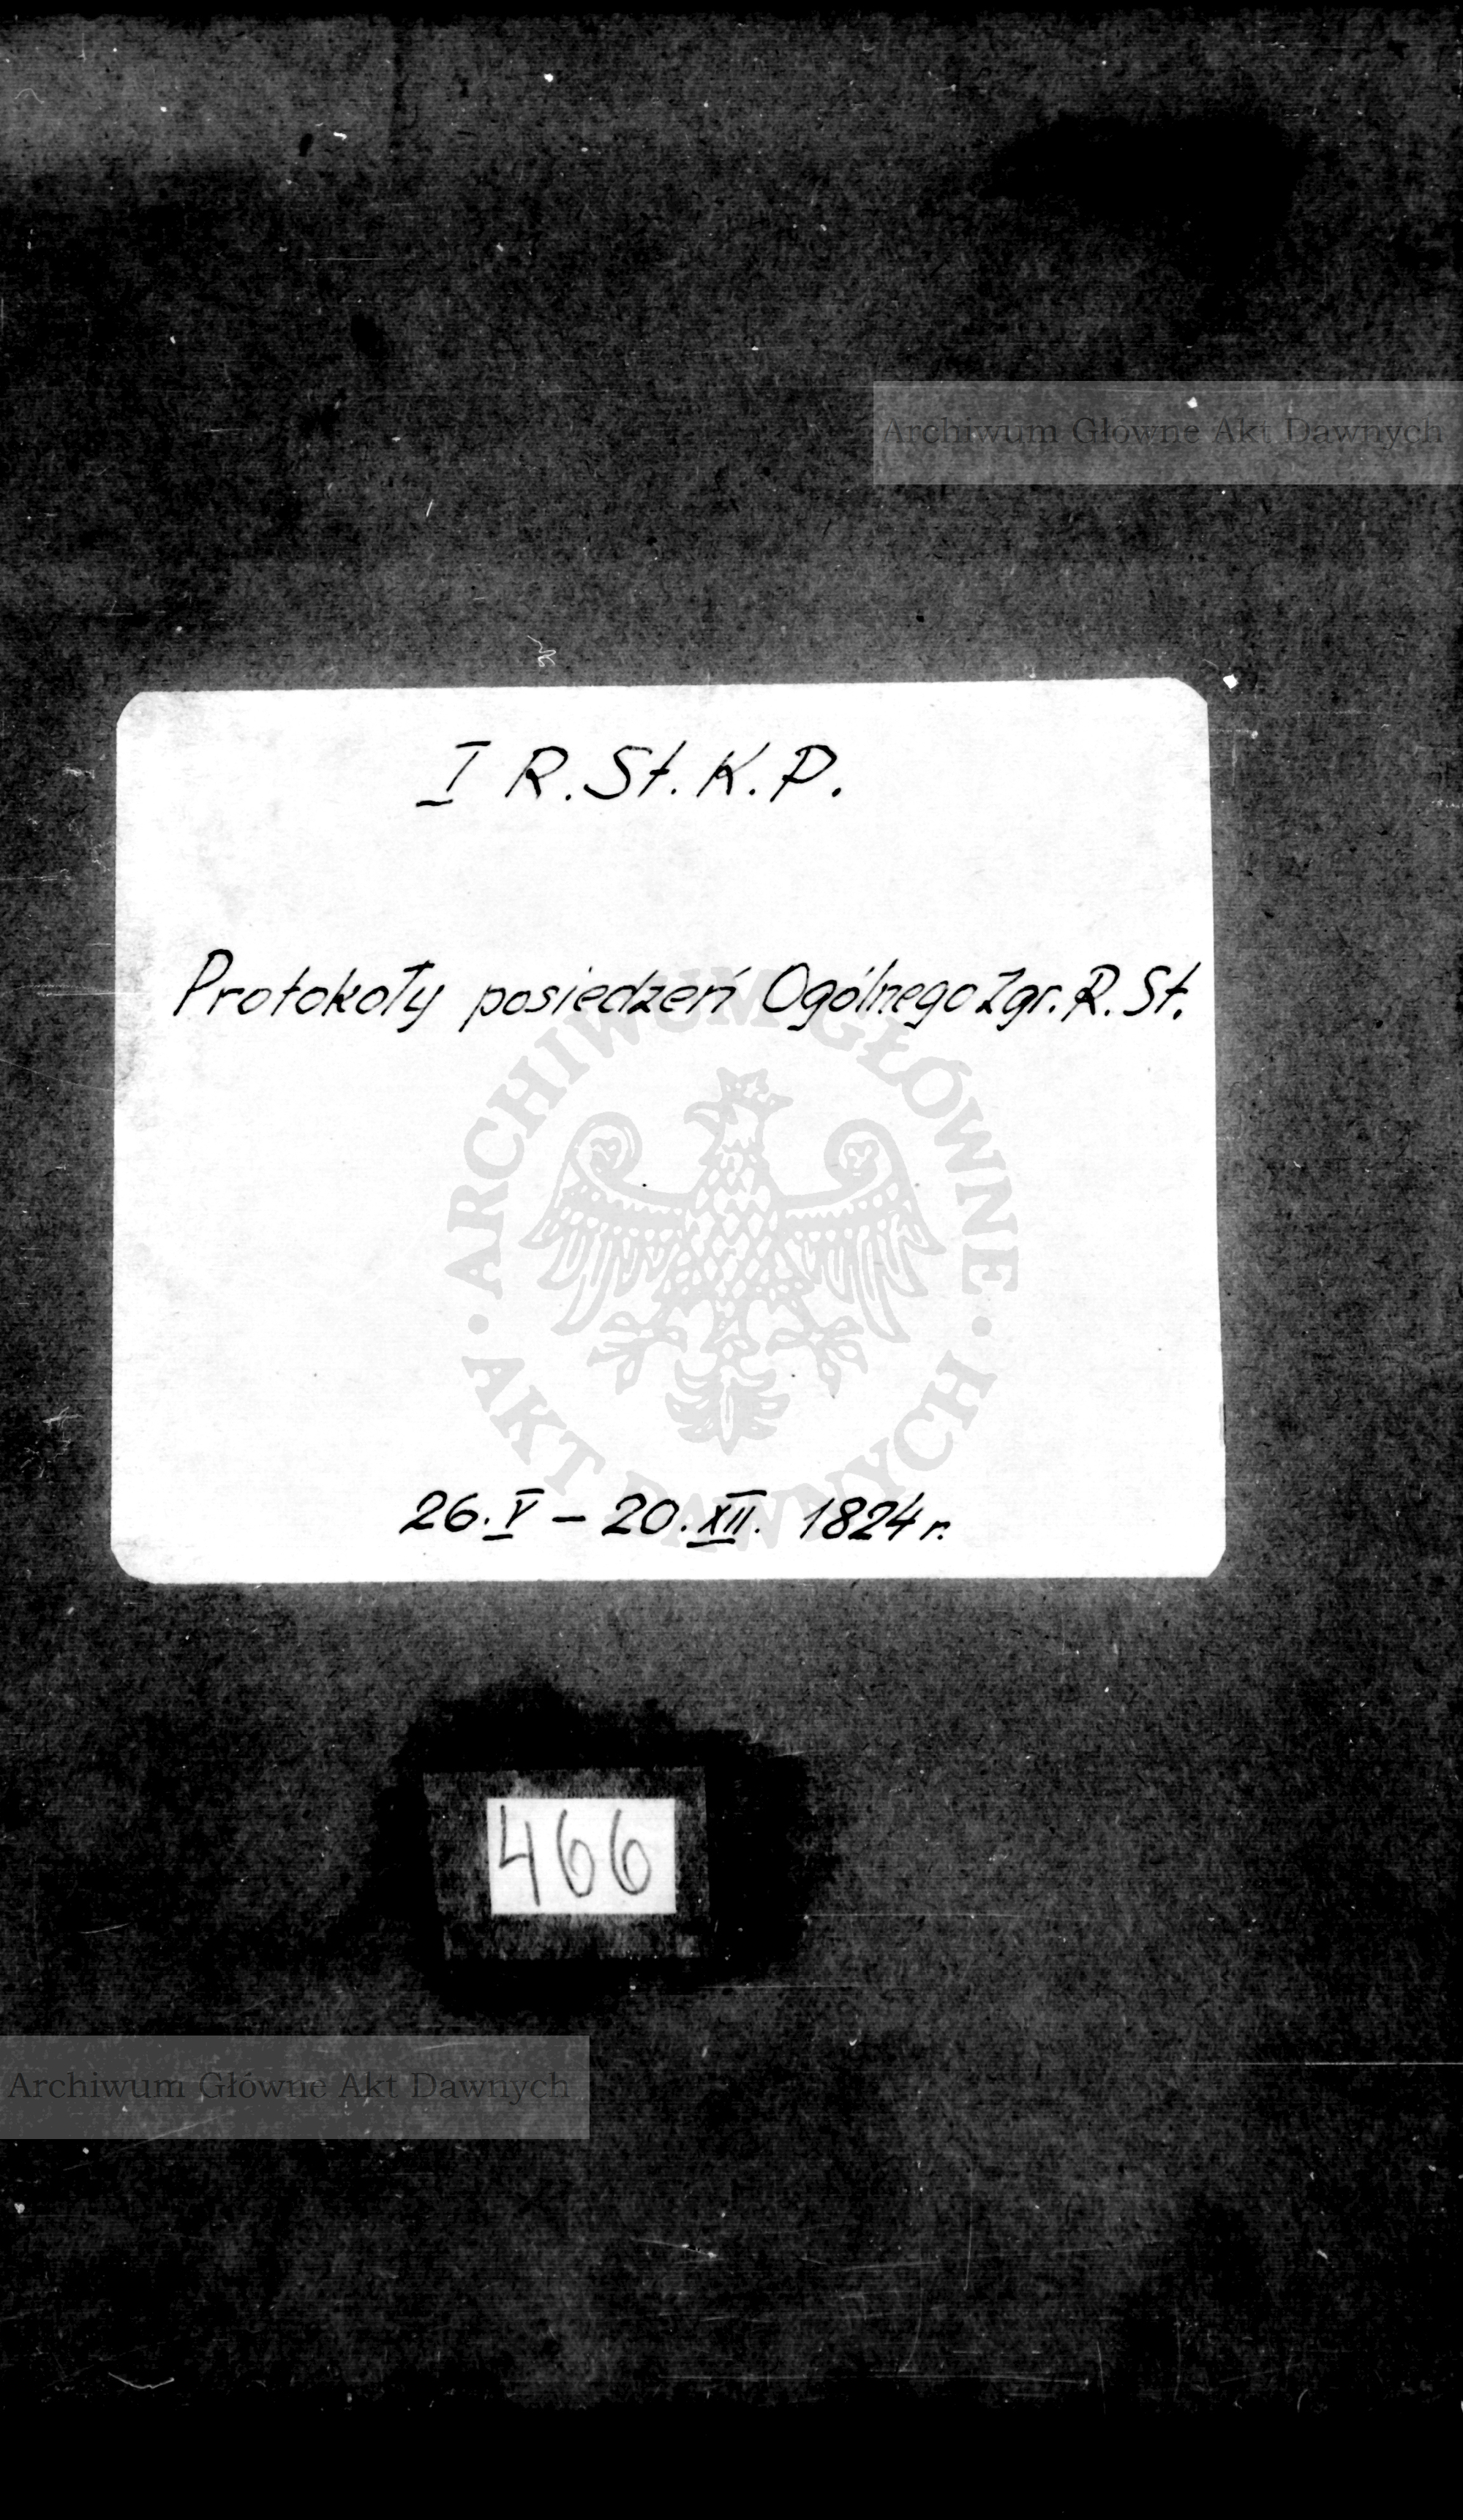 Archiwum Główne Akt Dawnych
I R. St. K. P.
Protokoły posiedzeń Ogólnego Zgr. R. St.
ARCHIWUM GŁÓWNE
AKT DAWNYCH
26. V – 20. XII. 1824 r.
466
Archiwum Główne Akt Dawnych